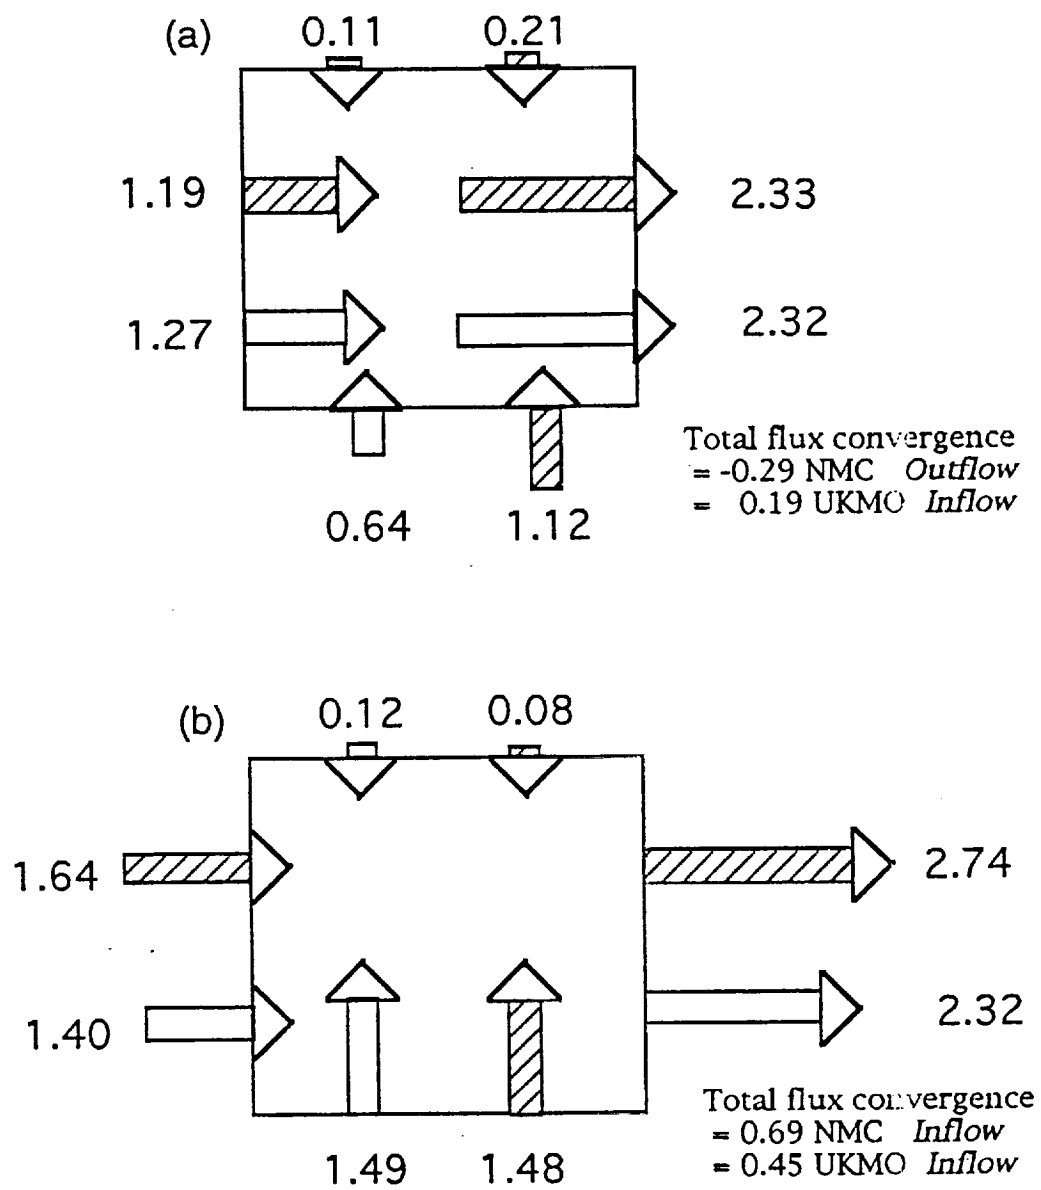 (a) 0.11 0.21
1.19 2.33
1.27 2.32
Total flux convergence
= -0.29 NMC Outflow
= 0.19 UKMO Inflow
0.64 1.12
(b) 0.12 0.08
1.64 2.74
1.40 2.32
Total flux convergence
= 0.69 NMC Inflow
= 0.45 UKMO Inflow
1.49 1.48